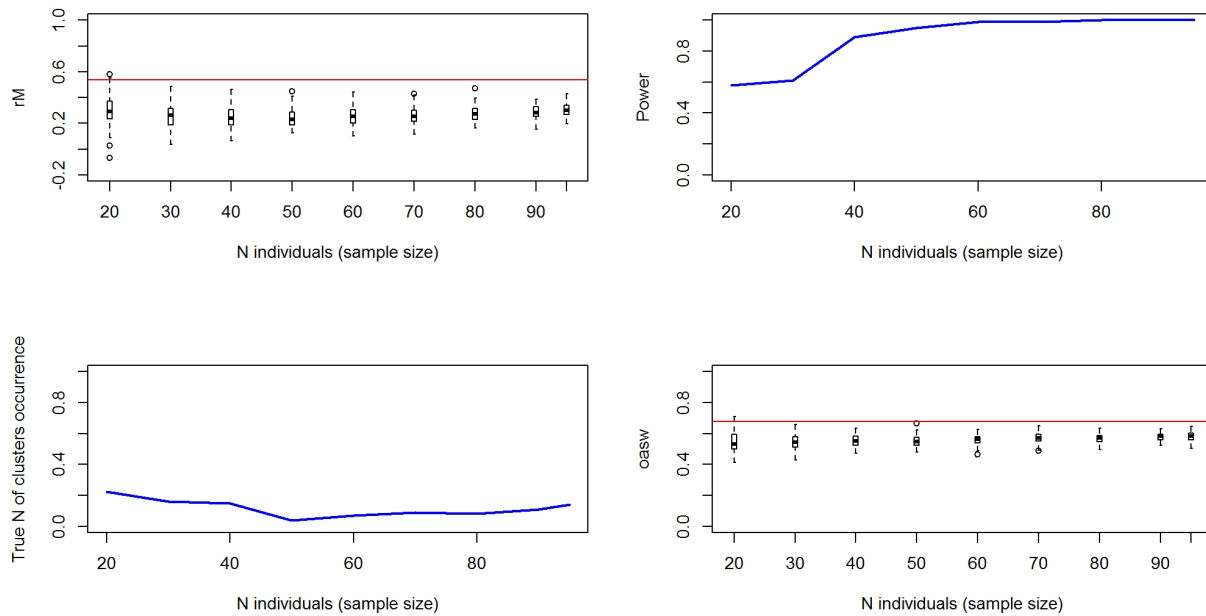 rM
1.0
0.6
0.2
-0.2
20 30 40 50 60 70 80 90
N individuals (sample size)
Power
0.8
0.4
0.0
20 40 60 80
N individuals (sample size)
True N of clusters occurrence
0.8
0.4
0.0
20 40 60 80
N individuals (sample size)
oasw
0.8
0.4
0.0
20 30 40 50 60 70 80 90
N individuals (sample size)